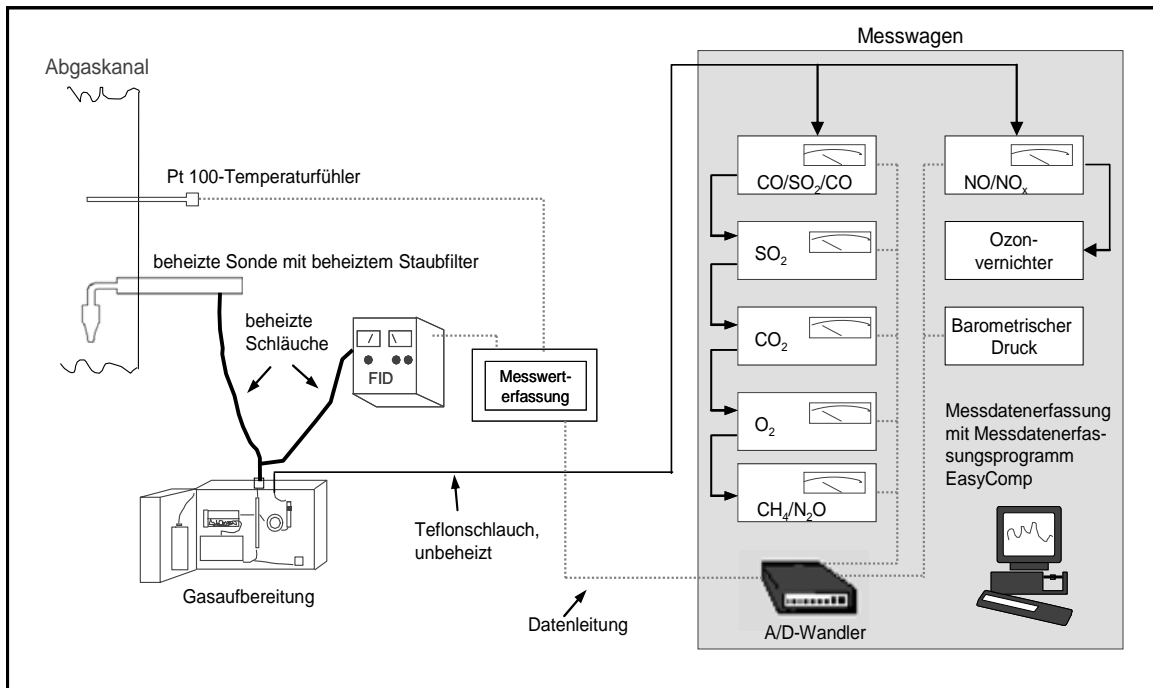 Messwagen
Abgaskanal
Pt 100-Temperaturfühler
CO/SO₂/CO
NO/NOₓ
beheizte Sonde mit beheiztem Staubfilter
SO₂
Ozon-
vernichter
beheizte
Schläuche
FID
Messwert-
erfassung
CO₂
Barometrischer
Druck
O₂
Messdatenerfassung
mit Messdatenerfas-
sungsprogramm
EasyComp
CH₄/N₂O
Teflonschlauch,
unbeheizt
Gasaufbereitung
Datenleitung
A/D-Wandler